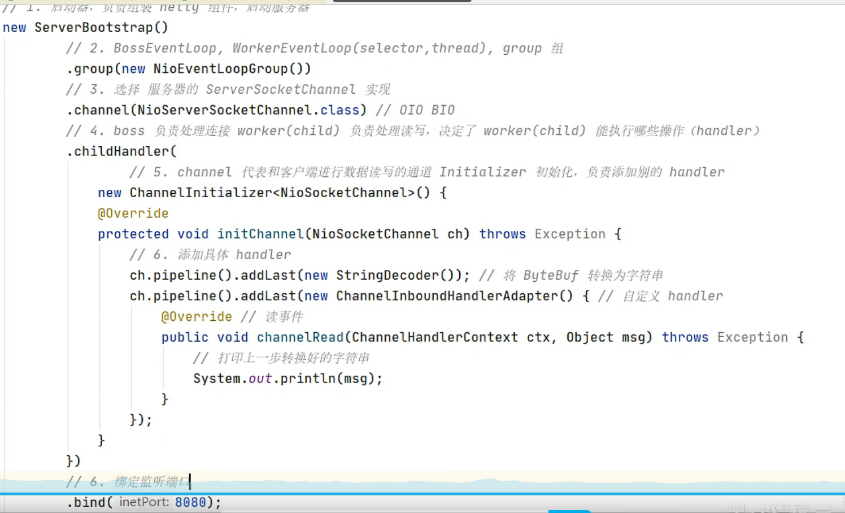 // 1. 启动器，负责组装 netty 组件，启动服务器
new ServerBootstrap()
// 2. BossEventLoop, WorkerEventLoop(selector,thread), group 组
.group(new NioEventLoopGroup())
// 3. 选择 服务器的 ServerSocketChannel 实现
.channel(NioServerSocketChannel.class) // OIO BIO
// 4. boss 负责处理连接 worker(child) 负责处理读写，决定了 worker(child) 能执行哪些操作（handler）
.childHandler(
// 5. channel 代表和客户端进行数据读写的通道 Initializer 初始化，负责添加别的 handler
new ChannelInitializer<NioSocketChannel>() {
@Override
protected void initChannel(NioSocketChannel ch) throws Exception {
// 6. 添加具体 handler
ch.pipeline().addLast(new StringDecoder()); // 将 ByteBuf 转换为字符串
ch.pipeline().addLast(new ChannelInboundHandlerAdapter() { // 自定义 handler
@Override // 读事件
public void channelRead(ChannelHandlerContext ctx, Object msg) throws Exception {
// 打印上一步转换好的字符串
System.out.println(msg);
}
});
}
})
// 6. 绑定监听端口
.bind( inetPort: 8080);